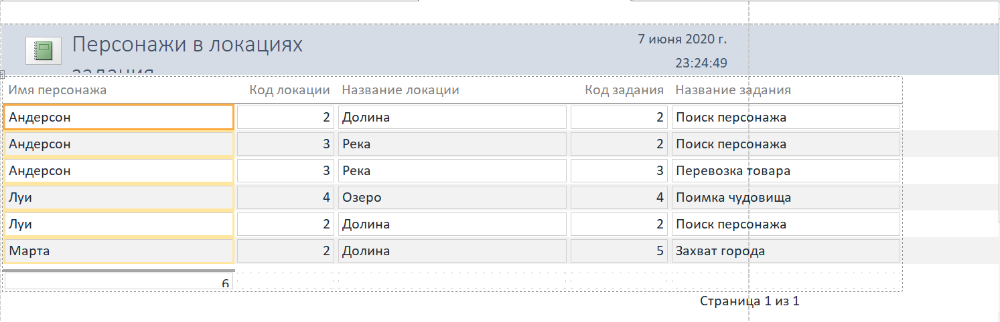 Персонажи в локациях
задания
7 июня 2020 г.
23:24:49
Имя персонажа Код локации Название локации Код задания Название задания
Андерсон 2 Долина 2 Поиск персонажа
Андерсон 3 Река 2 Поиск персонажа
Андерсон 3 Река 3 Перевозка товара
Луи 4 Озеро 4 Поимка чудовища
Луи 2 Долина 2 Поиск персонажа
Марта 2 Долина 5 Захват города
6
Страница 1 из 1